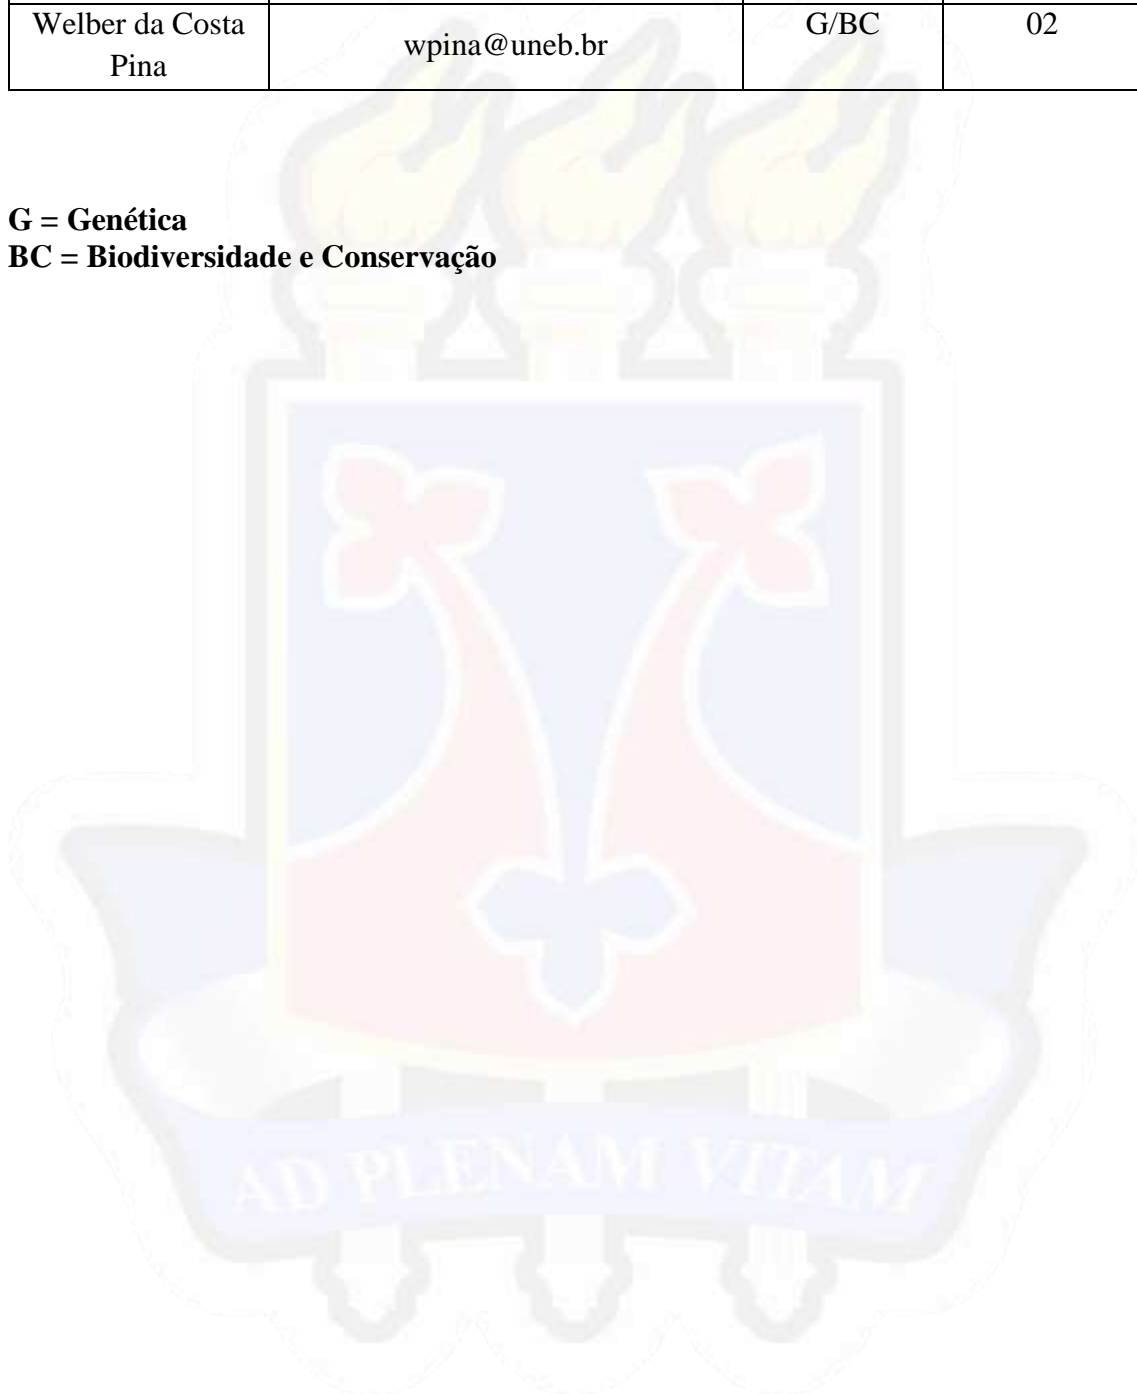 Welber da Costa
Pina
wpina@uneb.br
G/BC
02
G = Genética
BC = Biodiversidade e Conservação
AD PLENAM VITAM